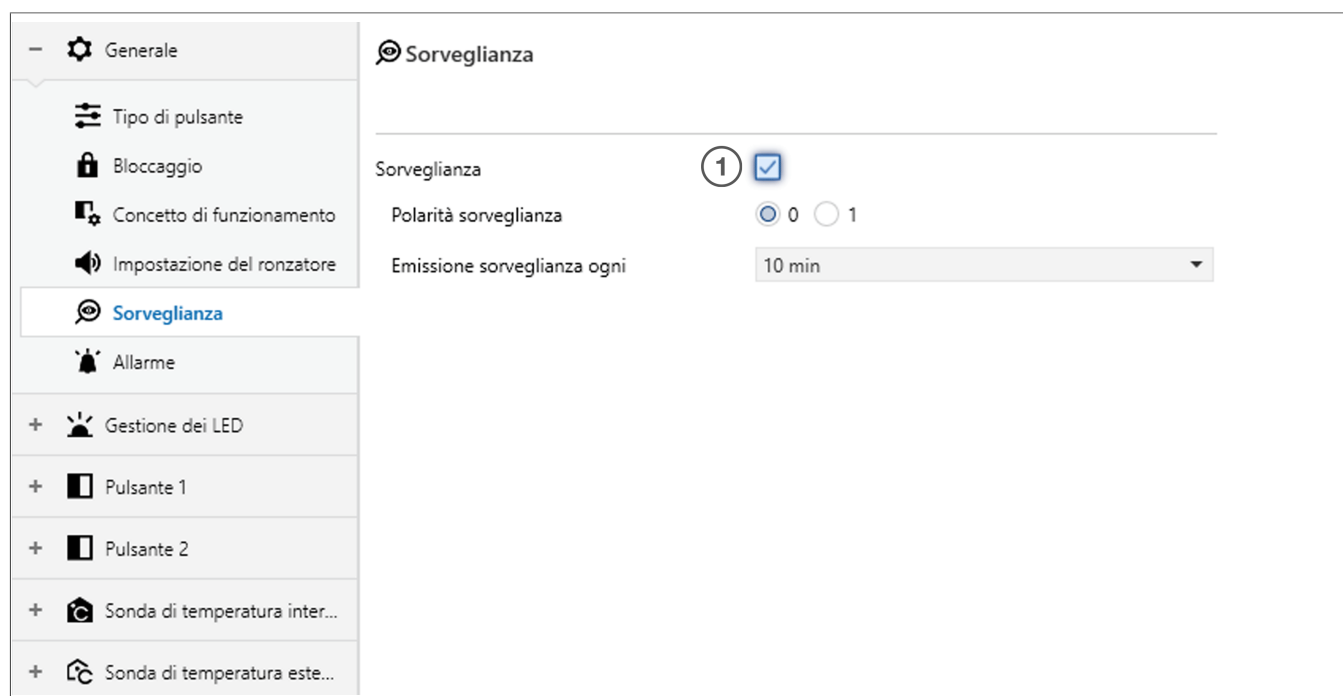 Generale
Tipo di pulsante
Bloccaggio
Concetto di funzionamento
Impostazione del ronzatore
Sorveglianza
Allarme
Gestione dei LED
Pulsante 1
Pulsante 2
Sonda di temperatura inter...
Sonda di temperatura este...
Sorveglianza
Sorveglianza 1
Polarità sorveglianza 0 1
Emissione sorveglianza ogni 10 min